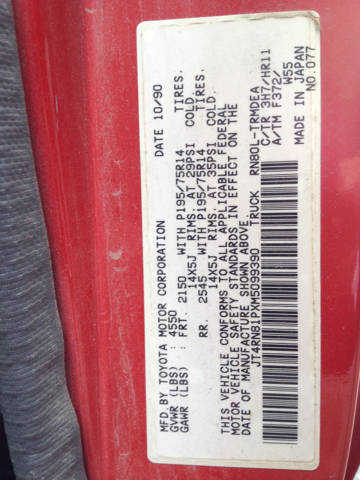 MFD.BY TOYOTA MOTOR CORPORATION DATE 10/90
GVWR (LBS) : 4550
GAWR (LBS) : FRT. 2150 WITH P195/75R14 TIRES.
14X5J RIMS: AT 29PSI COLD.
RR. 2545 WITH P195/75R14 TIRES.
14X5J RIMS: AT 35PSI COLD.
THIS VEHICLE CONFORMS TO ALL APPLICABLE FEDERAL
MOTOR VEHICLE SAFETY STANDARDS IN EFFECT ON THE
DATE OF MANUFACTURE SHOWN ABOVE.
JT4RN81PXM5099390 TRUCK RN80L-TRMDEA
C/TR 3H7/HR11
A/TM F372/
W55
MADE IN JAPAN
NO.077